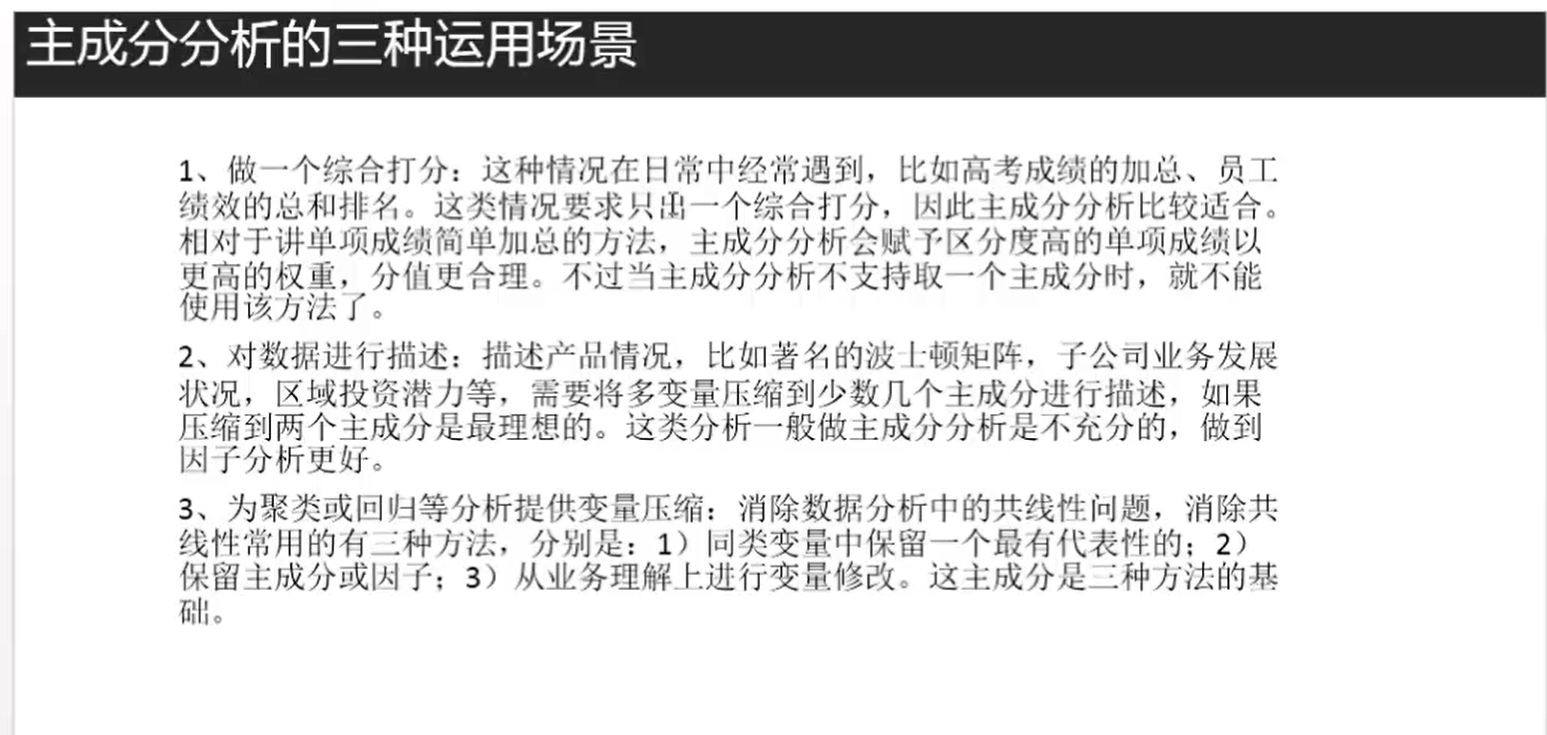 主成分分析的三种运用场景
1、做一个综合打分：这种情况在日常中经常遇到，比如高考成绩的加总、员工
绩效的总和排名。这类情况要求只出一个综合打分，因此主成分分析比较适合。
相对于讲单项成绩简单加总的方法，主成分分析会赋予区分度高的单项成绩以
更高的权重，分值更合理。不过当主成分分析不支持取一个主成分时，就不能
使用该方法了。
2、对数据进行描述：描述产品情况，比如著名的波士顿矩阵，子公司业务发展
状况，区域投资潜力等，需要将多变量压缩到少数几个主成分进行描述，如果
压缩到两个主成分是最理想的。这类分析一般做主成分分析是不充分的，做到
因子分析更好。
3、为聚类或回归等分析提供变量压缩：消除数据分析中的共线性问题，消除共
线性常用的有三种方法，分别是：1）同类变量中保留一个最有代表性的；2）
保留主成分或因子；3）从业务理解上进行变量修改。这主成分是三种方法的基
础。